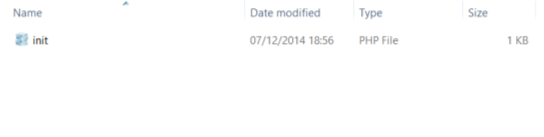 Name Date modified Type Size
init 07/12/2014 18:56 PHP File 1 KB